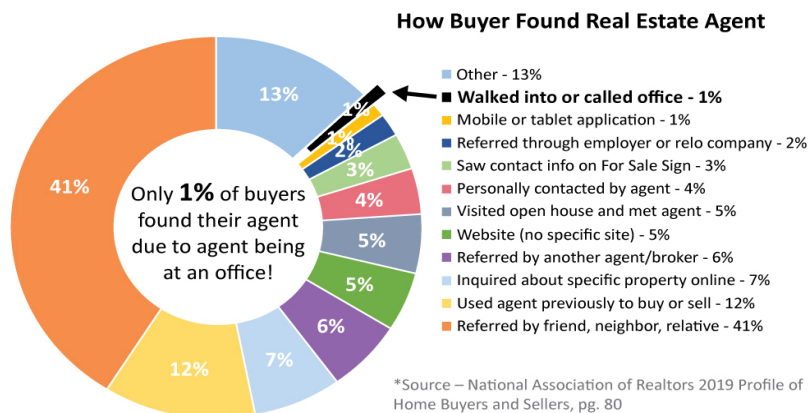 How Buyer Found Real Estate Agent
Other - 13%
Walked into or called office - 1%
Mobile or tablet application - 1%
Referred through employer or relo company - 2%
Saw contact info on For Sale Sign - 3%
Personally contacted by agent - 4%
Visited open house and met agent - 5%
Website (no specific site) - 5%
Referred by another agent/broker - 6%
Inquired about specific property online - 7%
Used agent previously to buy or sell - 12%
Referred by friend, neighbor, relative - 41%
13%
1%
1%
2%
3%
4%
5%
5%
6%
7%
12%
41%
Only 1% of buyers
found their agent
due to agent being
at an office!
*Source – National Association of Realtors 2019 Profile of
Home Buyers and Sellers, pg. 80